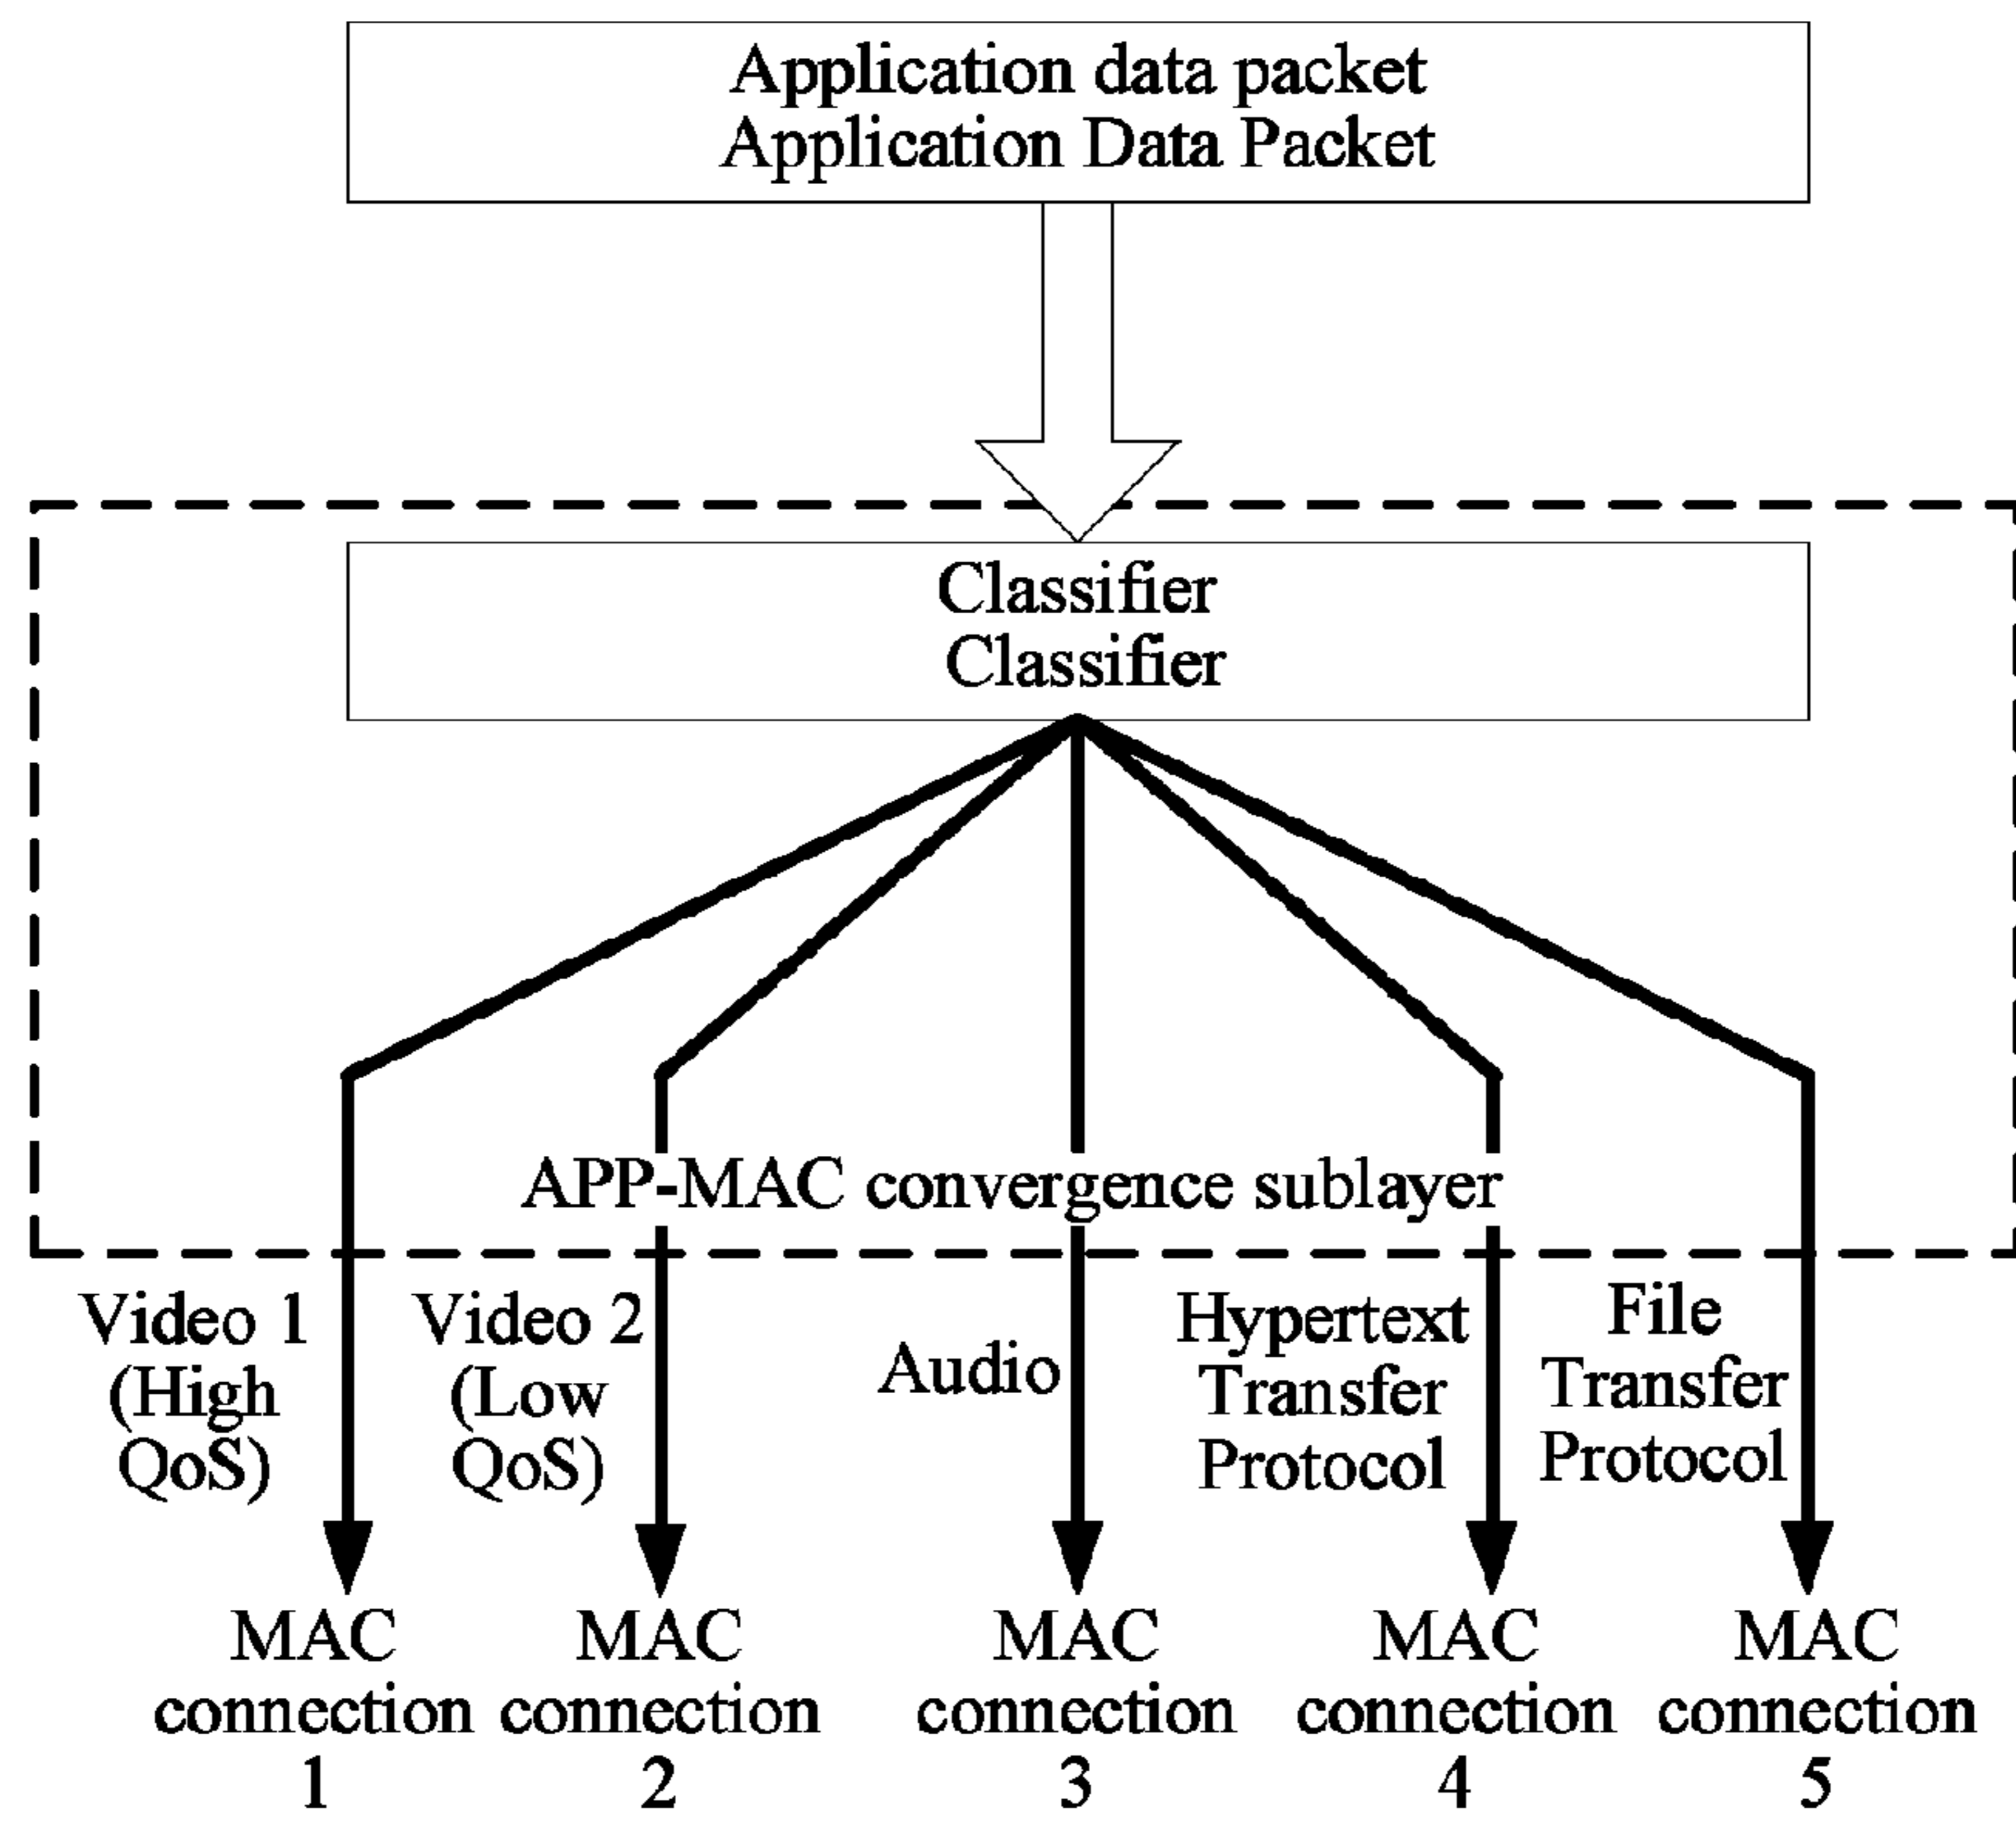 Application data packet
Application Data Packet
Classifier
Classifier
APP-MAC convergence sublayer
Video 1
(High
QoS)
Video 2
(Low
QoS)
Audio
Hypertext
Transfer
Protocol
File
Transfer
Protocol
MAC
connection
1
MAC
connection
2
MAC
connection
3
MAC
connection
4
MAC
connection
5